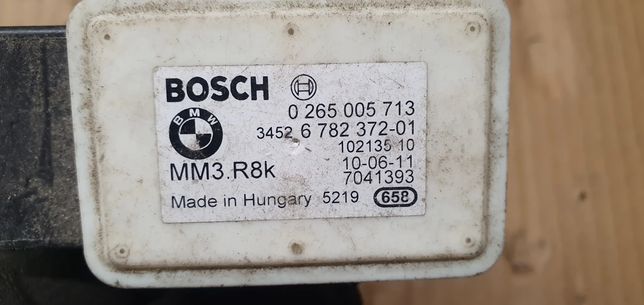 BOSCH
0 265 005 713
BMW
3452 6 782 372-01
102135 10
MM3.R8k
10-06-11
7041393
Made in Hungary 5219 658